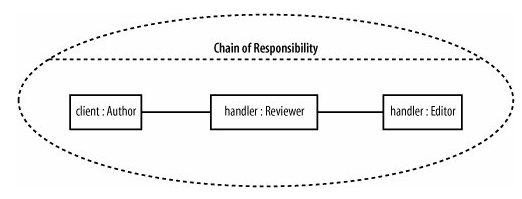 Chain of Responsibility
client : Author
handler : Reviewer
handler : Editor